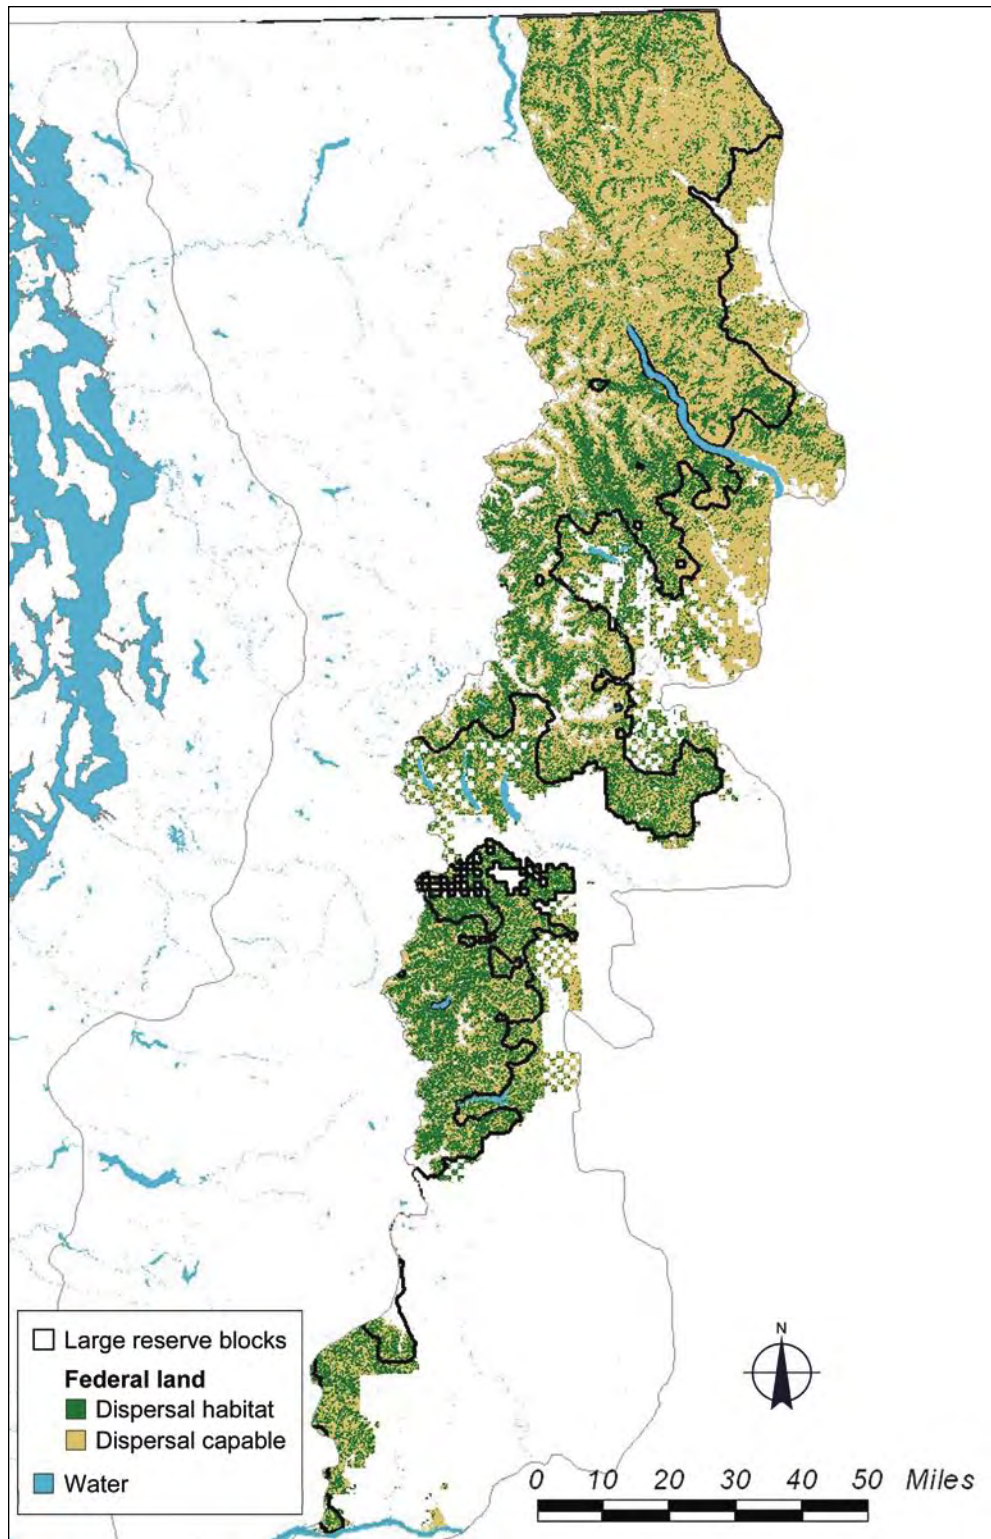 Large reserve blocks
Federal land
Dispersal habitat
Dispersal capable
Water
N
0 10 20 30 40 50 Miles